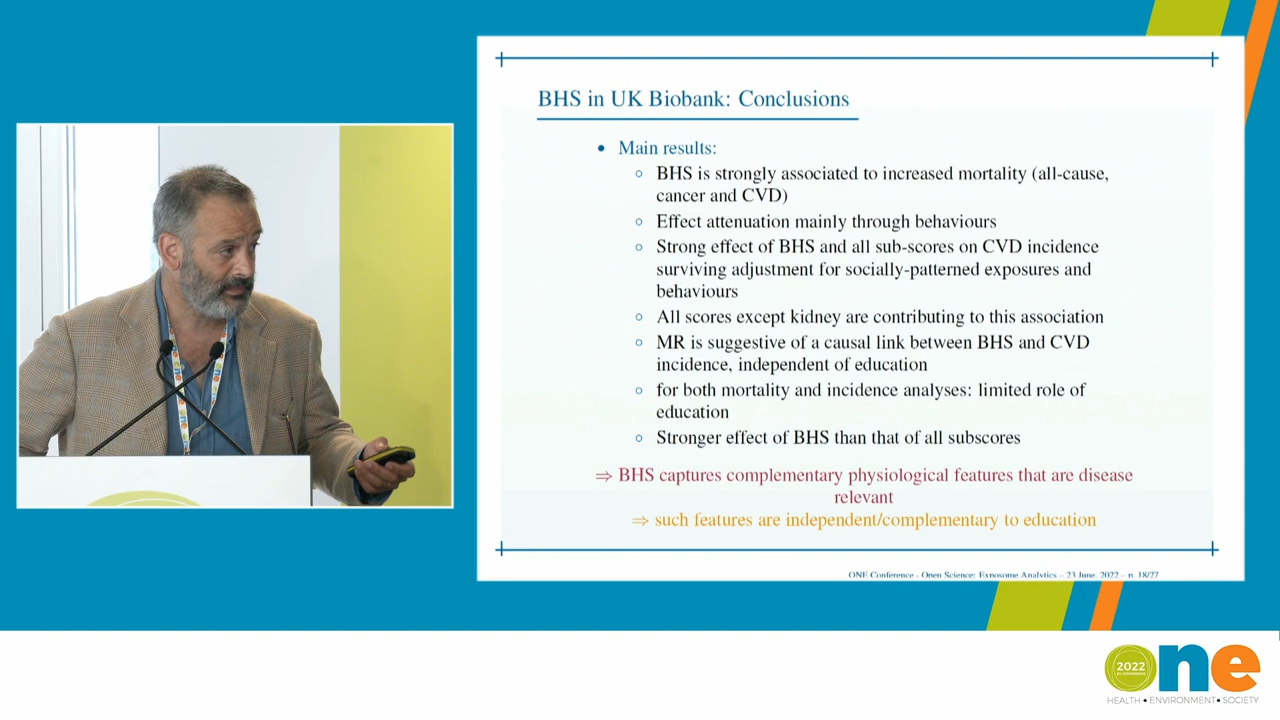 BHS in UK Biobank: Conclusions
• Main results:
◦ BHS is strongly associated to increased mortality (all-cause,
cancer and CVD)
◦ Effect attenuation mainly through behaviours
◦ Strong effect of BHS and all sub-scores on CVD incidence
surviving adjustment for socially-patterned exposures and
behaviours
◦ All scores except kidney are contributing to this association
◦ MR is suggestive of a causal link between BHS and CVD
incidence, independent of education
◦ for both mortality and incidence analyses: limited role of
education
◦ Stronger effect of BHS than that of all subscores
⇒ BHS captures complementary physiological features that are disease
relevant
⇒ such features are independent/complementary to education
ONE Conference - Open Science: Exposome Analytics – 23 June, 2022 – n. 18/27
2022
one
HEALTH • ENVIRONMENT • SOCIETY